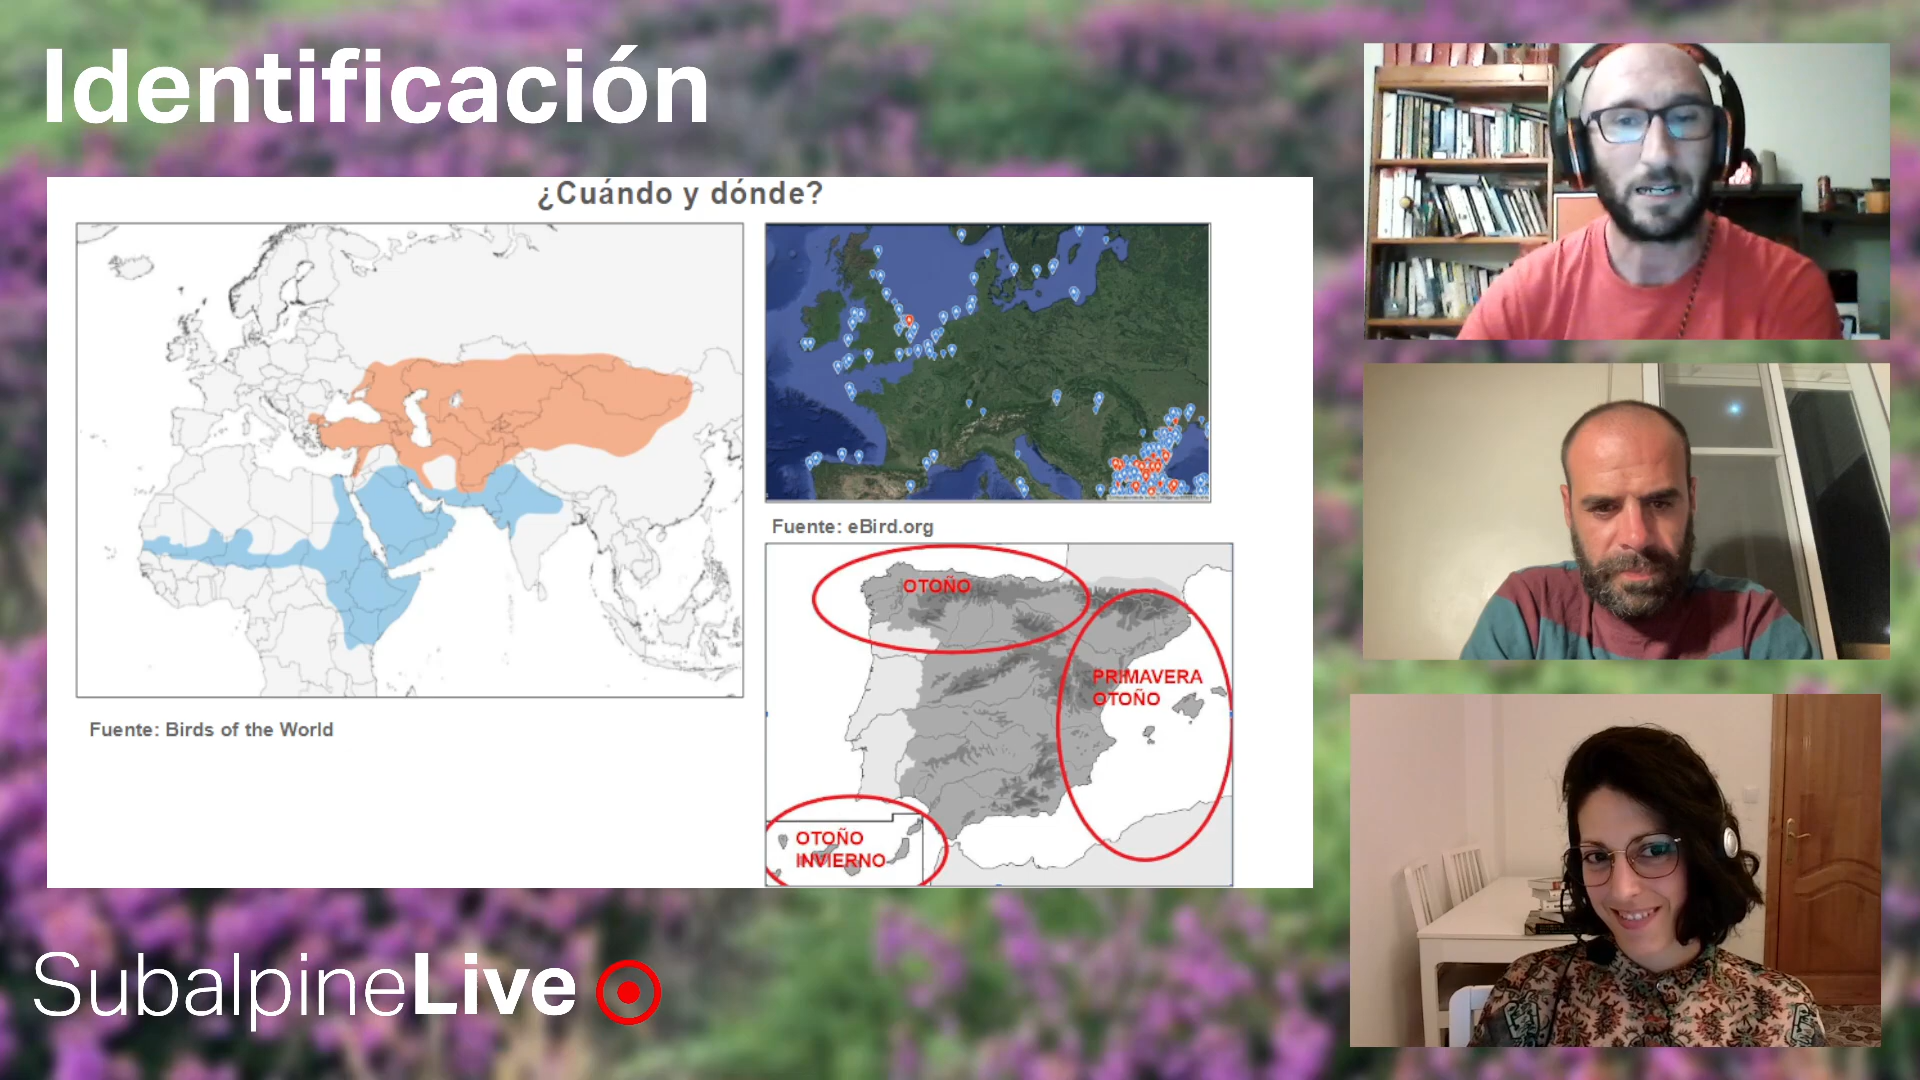 Identificación
¿Cuándo y dónde?
Fuente: eBird.org
OTOÑO
PRIMAVERA
OTOÑO
Fuente: Birds of the World
OTOÑO
INVIERNO
SubalpineLive